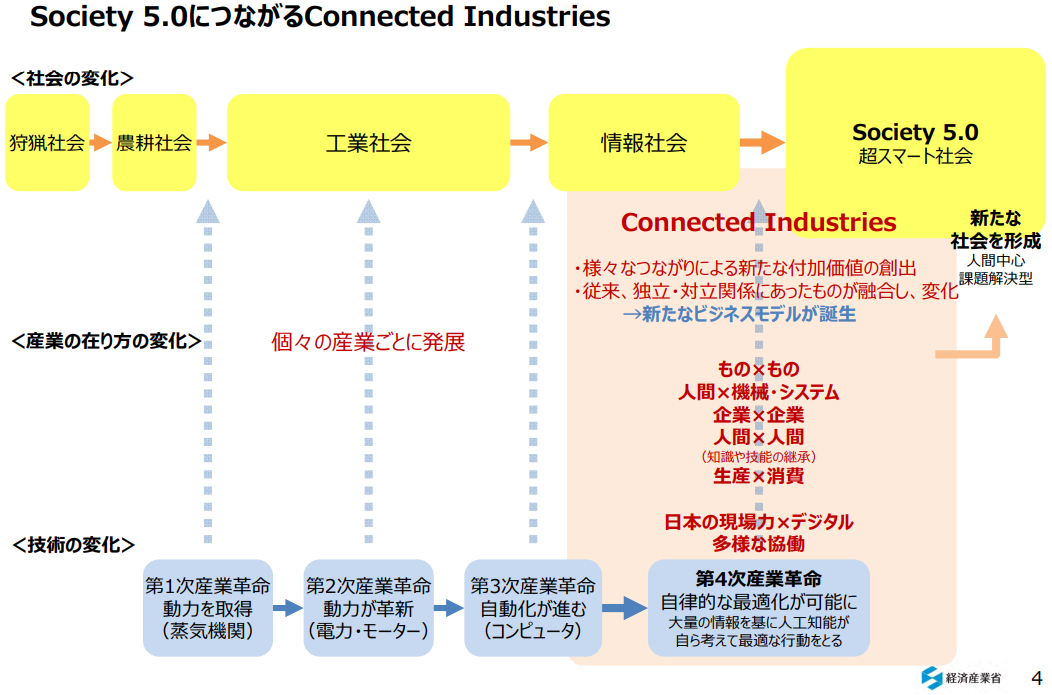 Society 5.0につながるConnected Industries
＜社会の変化＞
狩猟社会
農耕社会
工業社会
情報社会
Society 5.0
超スマート社会
新たな
社会を形成
人間中心
課題解決型
Connected Industries
・様々なつながりによる新たな付加価値の創出
・従来、独立・対立関係にあったものが融合し、変化
→新たなビジネスモデルが誕生
＜産業の在り方の変化＞
個々の産業ごとに発展
もの×もの
人間×機械・システム
企業×企業
人間×人間
（知識や技能の継承）
生産×消費
日本の現場力×デジタル
多様な協働
＜技術の変化＞
第1次産業革命
動力を取得
（蒸気機関）
第2次産業革命
動力が革新
（電力・モーター）
第3次産業革命
自動化が進む
（コンピュータ）
第4次産業革命
自律的な最適化が可能に
大量の情報を基に人工知能が
自ら考えて最適な行動をとる
経済産業省
4